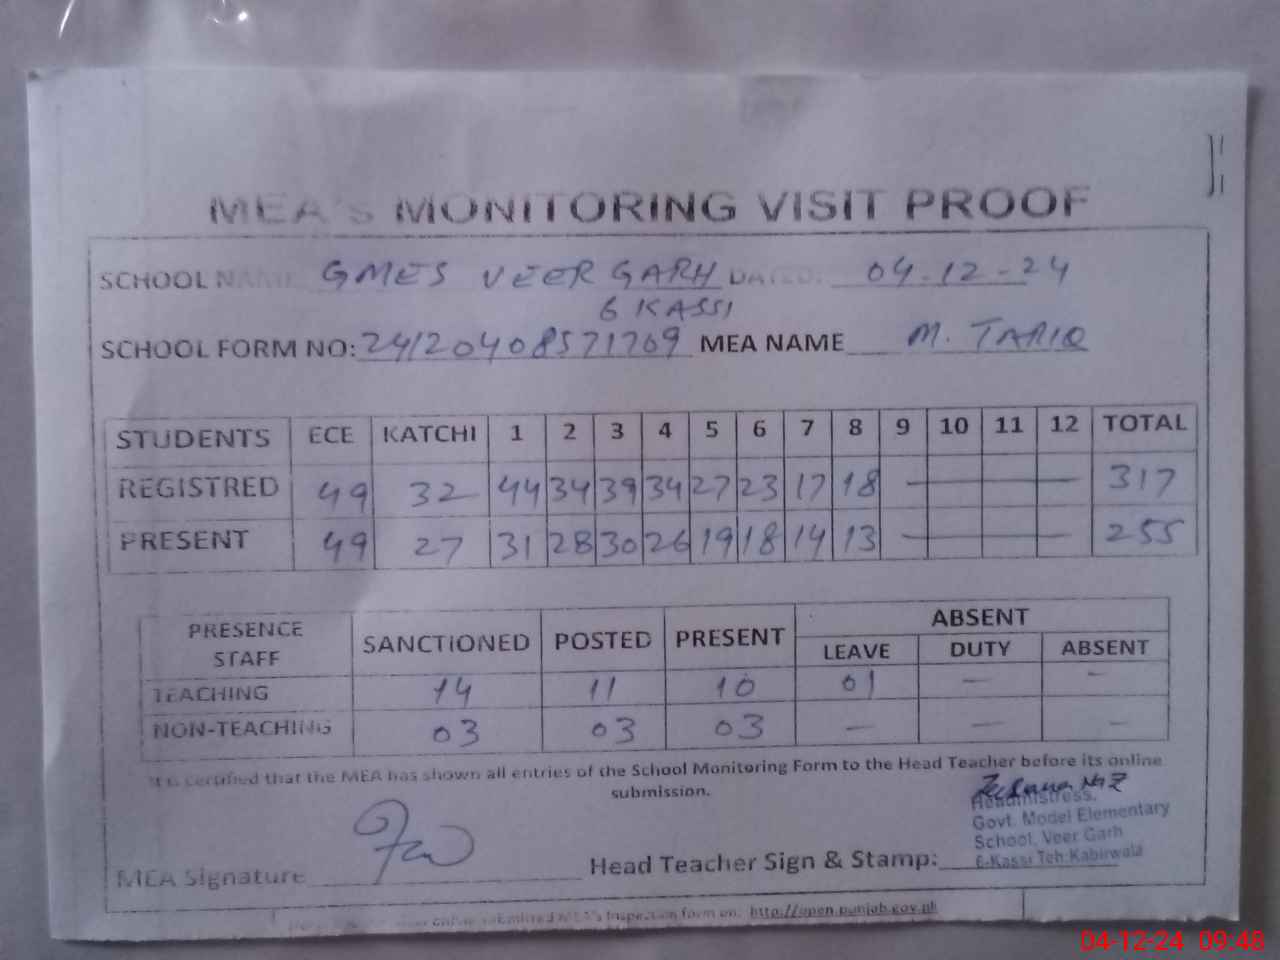 MEA'S MONITORING VISIT PROOF
SCHOOL NAME GMES VEER GARH DATED: 04-12-24
6 KASSI
SCHOOL FORM NO: 24120408571709 MEA NAME M. TARIQ
STUDENTS ECE KATCHI 1 2 3 4 5 6 7 8 9 10 11 12 TOTAL
REGISTRED 49 32 44 34 39 34 27 23 17 18 — 317
PRESENT 49 27 31 28 30 26 19 18 14 13 — 255
PRESENCE STAFF SANCTIONED POSTED PRESENT ABSENT
LEAVE DUTY ABSENT
TEACHING 14 11 10 01 — —
NON-TEACHING 03 03 03 — — —
It is certified that the MEA has shown all entries of the School Monitoring Form to the Head Teacher before its online
submission.
Headmistress,
Govt. Model Elementary
School, Veer Garh
6-Kassi Teh:Kabirwala
MEA Signature Head Teacher Sign & Stamp:
online submitted MEA's Inspection form on: http://open.punjab.gov.pk
04-12-24 09:48